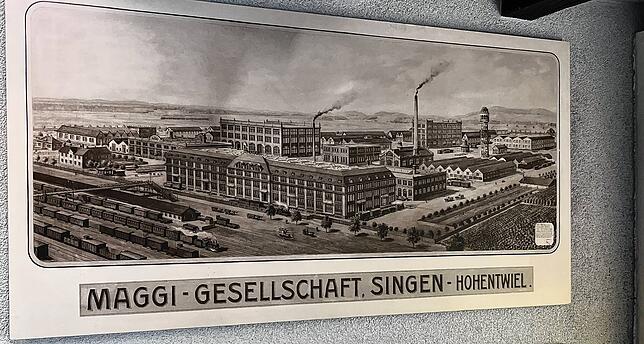 MAGGI - GESELLSCHAFT, SINGEN - HOHENTWIEL.